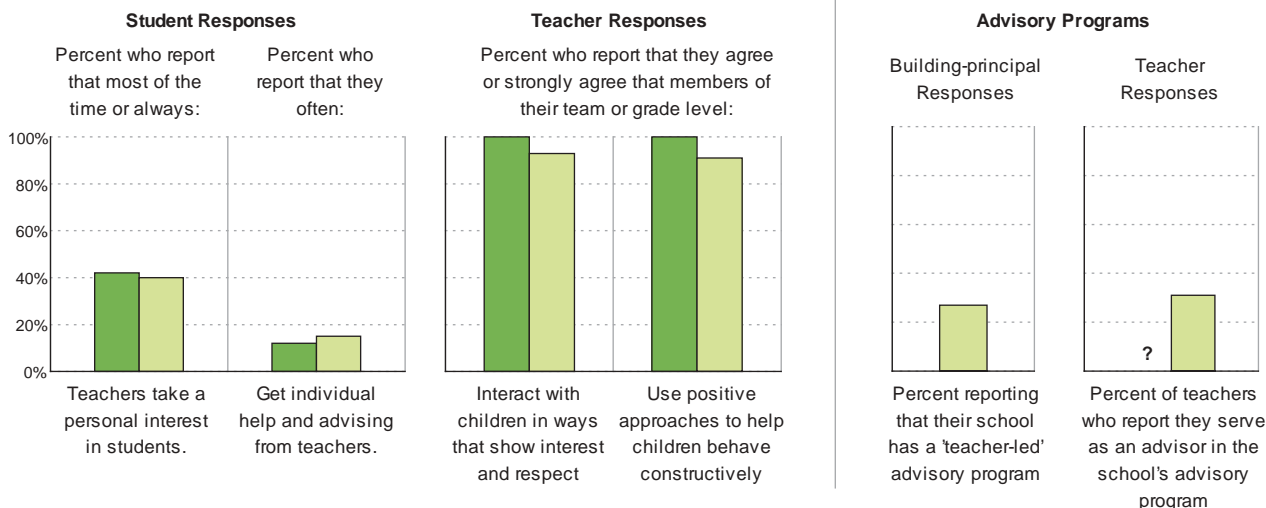 Student Responses
Percent who report
that most of the
time or always:
Percent who
report that they
often:
100%
80%
60%
40%
20%
0%
Teachers take a
personal interest
in students.
Get individual
help and advising
from teachers.
Teacher Responses
Percent who report that they agree
or strongly agree that members of
their team or grade level:
Interact with
children in ways
that show interest
and respect
Use positive
approaches to help
children behave
constructively
Advisory Programs
Building-principal
Responses
Percent reporting
that their school
has a 'teacher-led’
advisory program
Teacher
Responses
?
Percent of teachers
who report they serve
as an advisor in the
school’s advisory
program